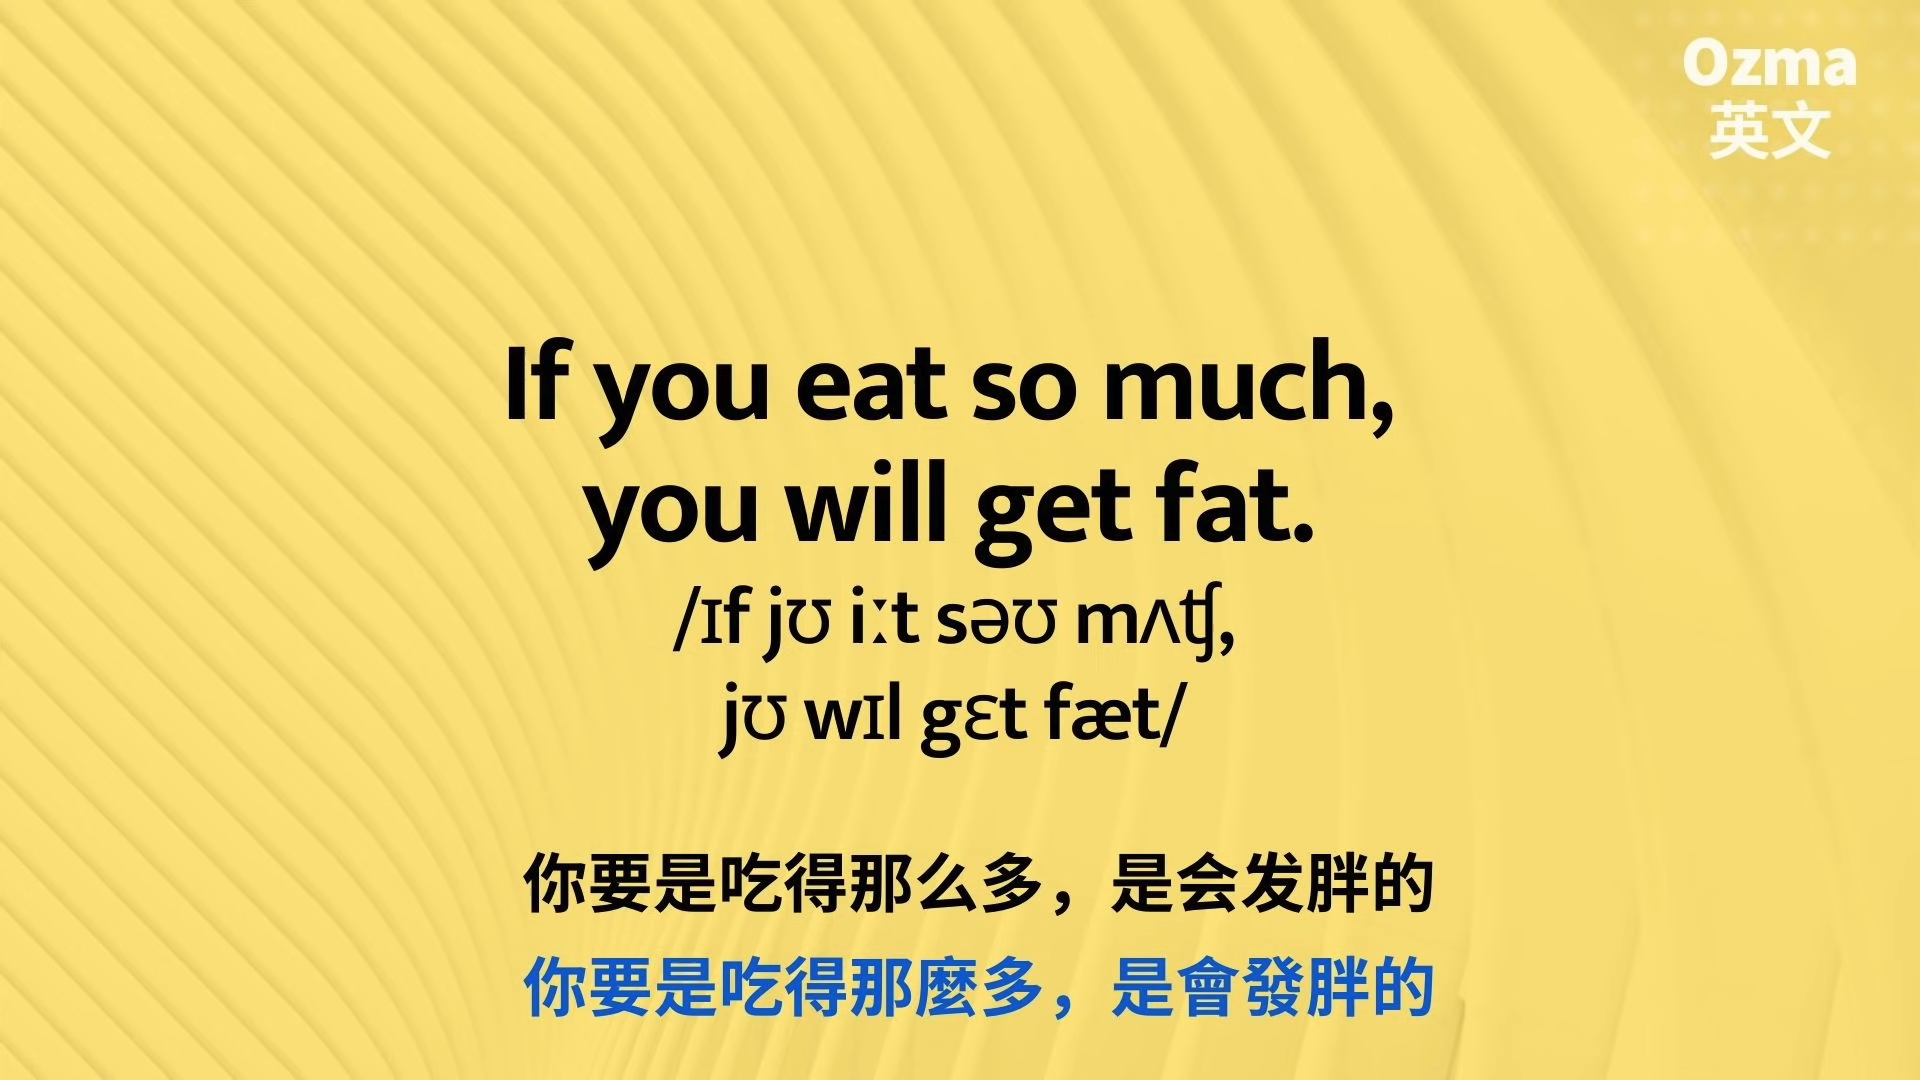 Ozma
英文
If you eat so much,
you will get fat.
/ɪf jʊ iːt səʊ mʌʧ,
jʊ wɪl gɛt fæt/
你要是吃得那么多，是会发胖的
你要是吃得那麼多，是會發胖的